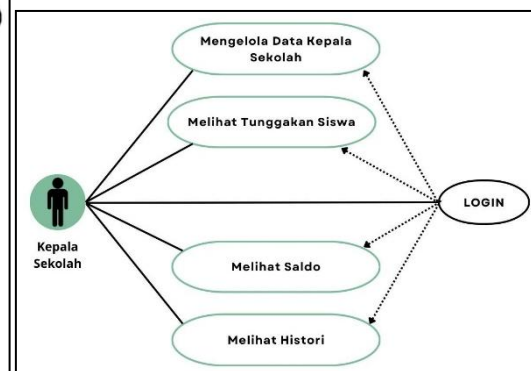 Mengelola Data Kepala
Sekolah
Melihat Tunggakan Siswa
LOGIN
Kepala
Sekolah
Melihat Saldo
Melihat Histori